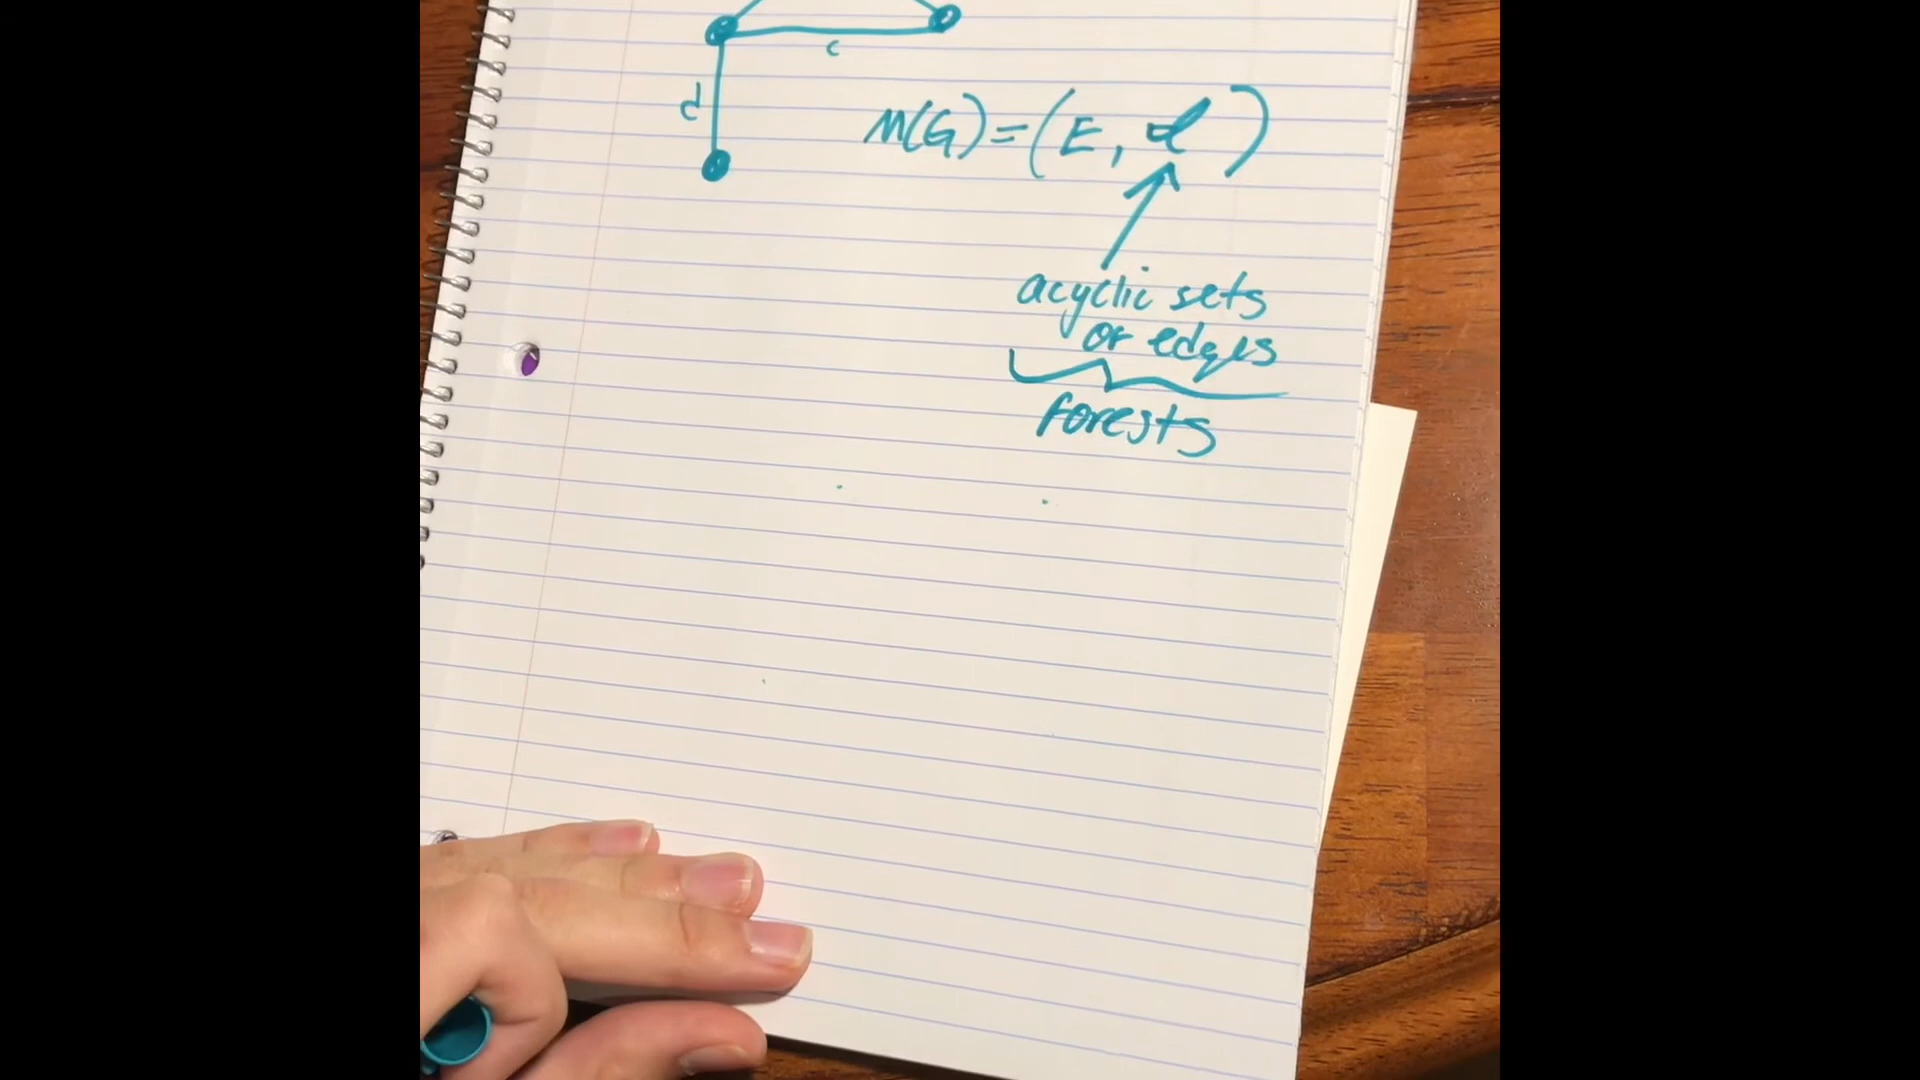 c
d
M(G) = (E, ℐ)
acyclic sets
of edges
forests